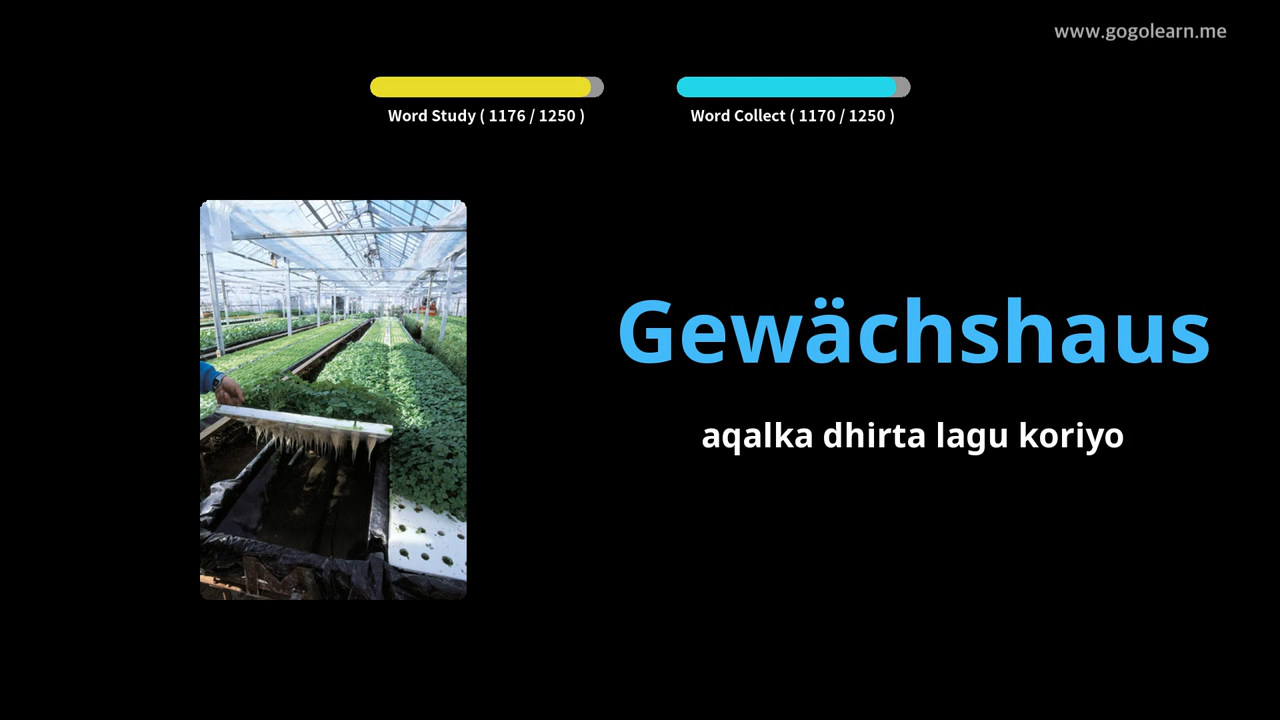 www.gogolearn.me
Word Study ( 1176 / 1250 )
Word Collect ( 1170 / 1250 )
Gewächshaus
aqalka dhirta lagu koriyo